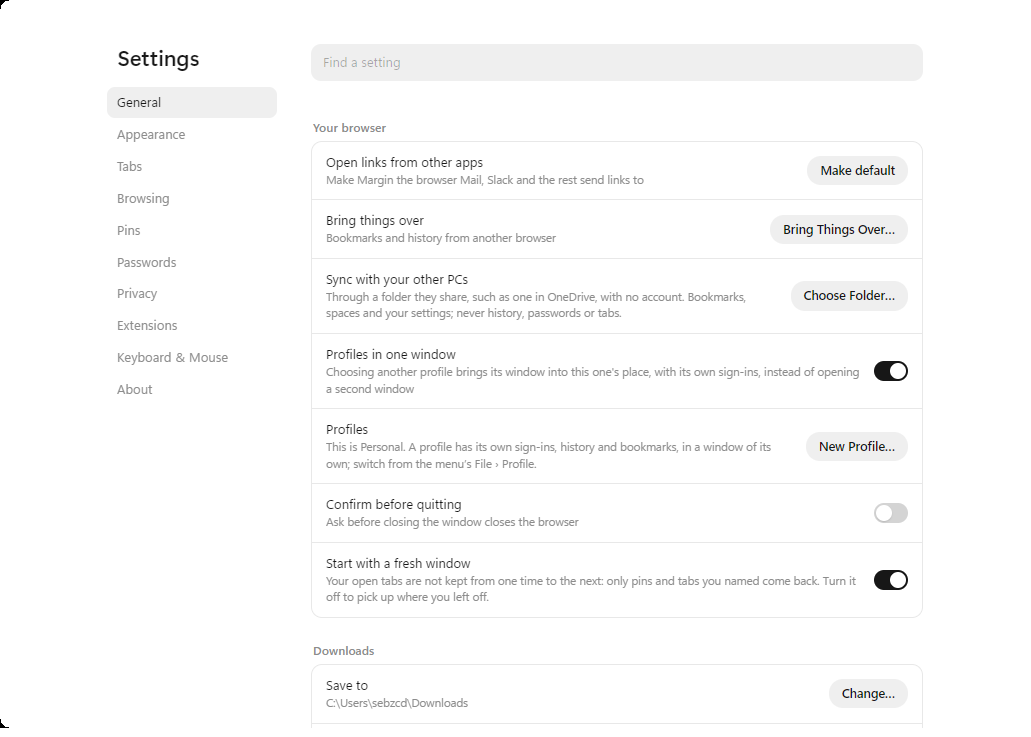 Settings
General
Appearance
Tabs
Browsing
Pins
Passwords
Privacy
Extensions
Keyboard & Mouse
About
Find a setting
Your browser
Open links from other apps
Make Margin the browser Mail, Slack and the rest send links to
Make default
Bring things over
Bookmarks and history from another browser
Bring Things Over...
Sync with your other PCs
Through a folder they share, such as one in OneDrive, with no account. Bookmarks,
spaces and your settings; never history, passwords or tabs.
Choose Folder...
Profiles in one window
Choosing another profile brings its window into this one's place, with its own sign-ins, instead of opening
a second window
Profiles
This is Personal. A profile has its own sign-ins, history and bookmarks, in a window of its
own; switch from the menu's File › Profile.
New Profile...
Confirm before quitting
Ask before closing the window closes the browser
Start with a fresh window
Your open tabs are not kept from one time to the next: only pins and tabs you named come back. Turn it
off to pick up where you left off.
Downloads
Save to
C:\Users\sebzcd\Downloads
Change...